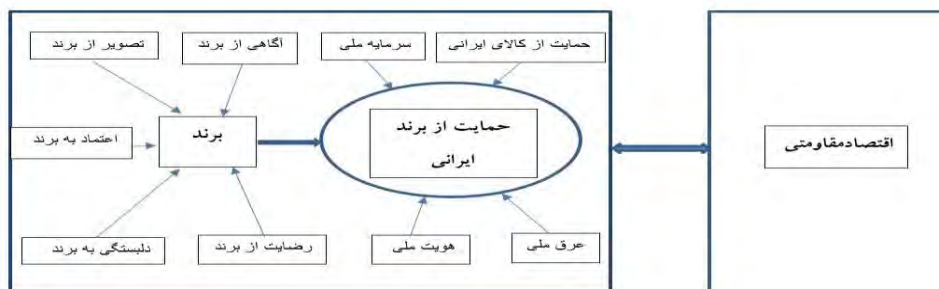 حمایت از کالای ایرانی
سرمایه ملی
آگاهی از برند
تصویر از برند
حمایت از برند
ایرانی
برند
اعتماد به برند
اقتصادمقاومتی
عرق ملی
هویت ملی
رضایت از برند
دلبستگی به برند